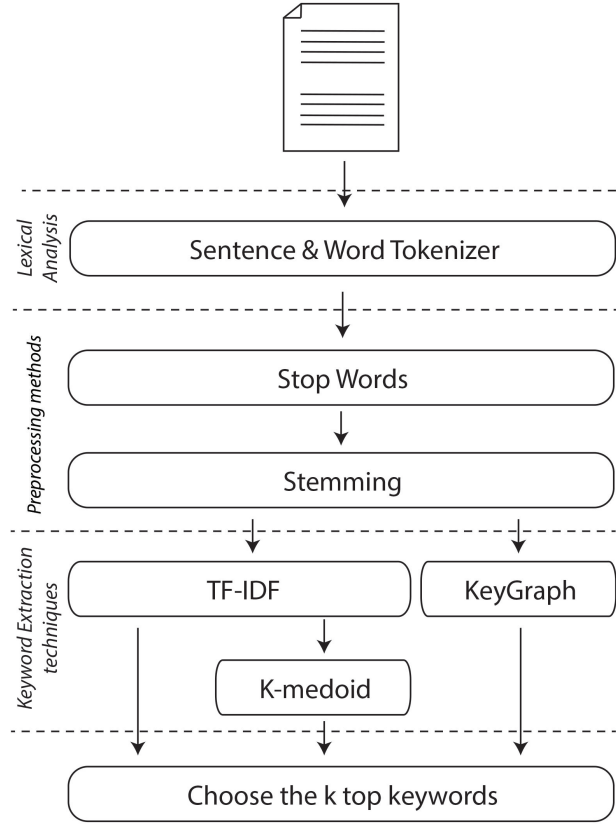 Lexical
Analysis
Sentence & Word Tokenizer
Preprocessing methods
Stop Words
Stemming
Keyword Extraction
techniques
TF-IDF
KeyGraph
K-medoid
Choose the k top keywords